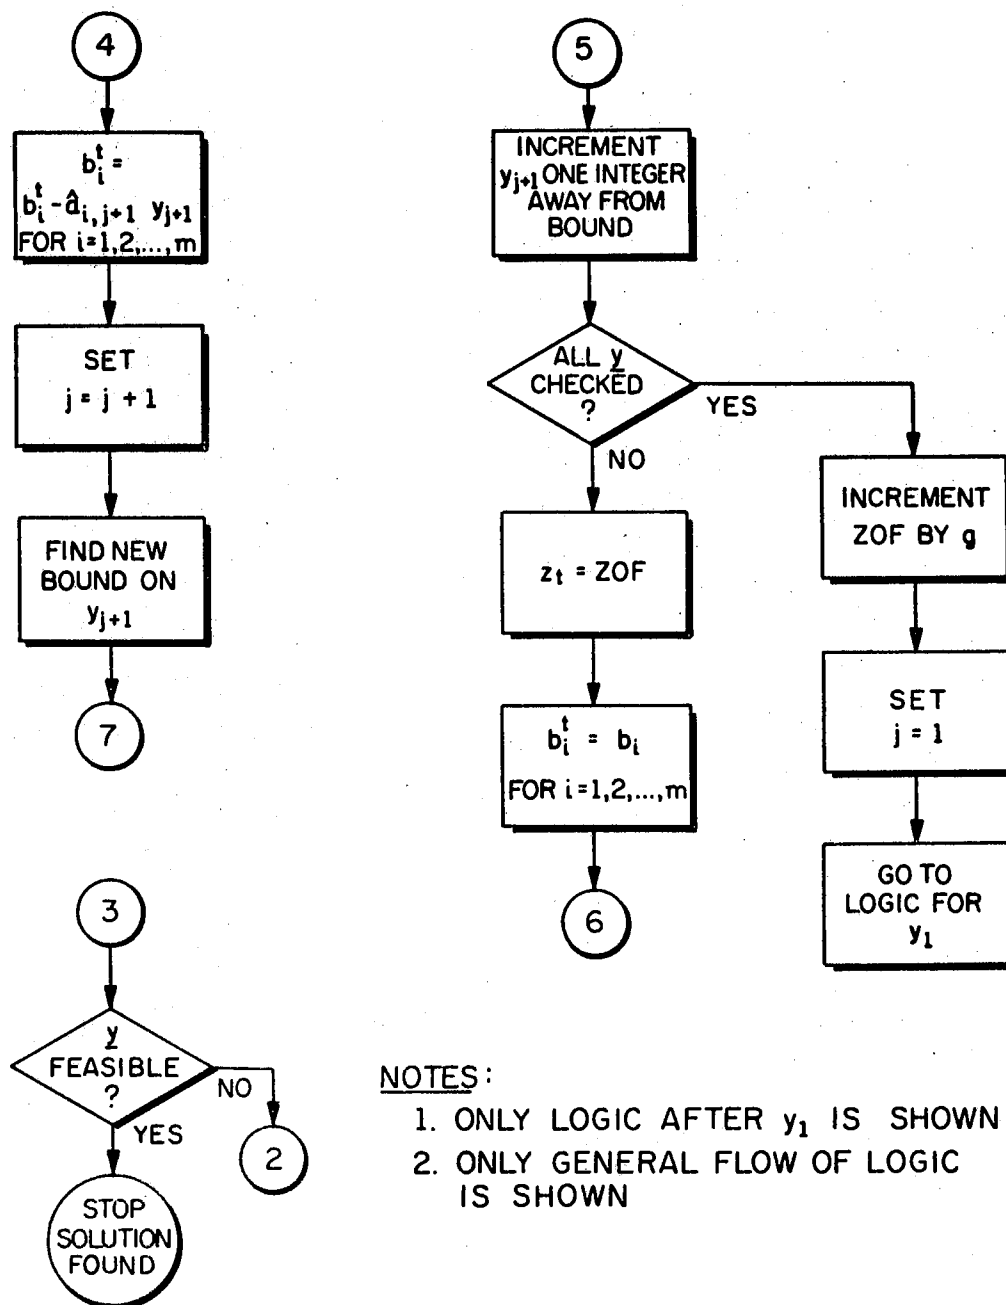 4
b_i^t =
b_i^t - â_{i,j+1} y_{j+1}
FOR i=1,2,...,m
SET
j = j + 1
FIND NEW
BOUND ON
y_{j+1}
7
5
INCREMENT
y_{j+1} ONE INTEGER
AWAY FROM
BOUND
ALL y
CHECKED
?
YES
NO
z_t = ZOF
b_i^t = b_i
FOR i=1,2,...,m
6
INCREMENT
ZOF BY g
SET
j = 1
GO TO
LOGIC FOR
y_1
3
y
FEASIBLE
?
NO
YES
2
STOP
SOLUTION
FOUND
NOTES:
1. ONLY LOGIC AFTER y_1 IS SHOWN
2. ONLY GENERAL FLOW OF LOGIC
IS SHOWN